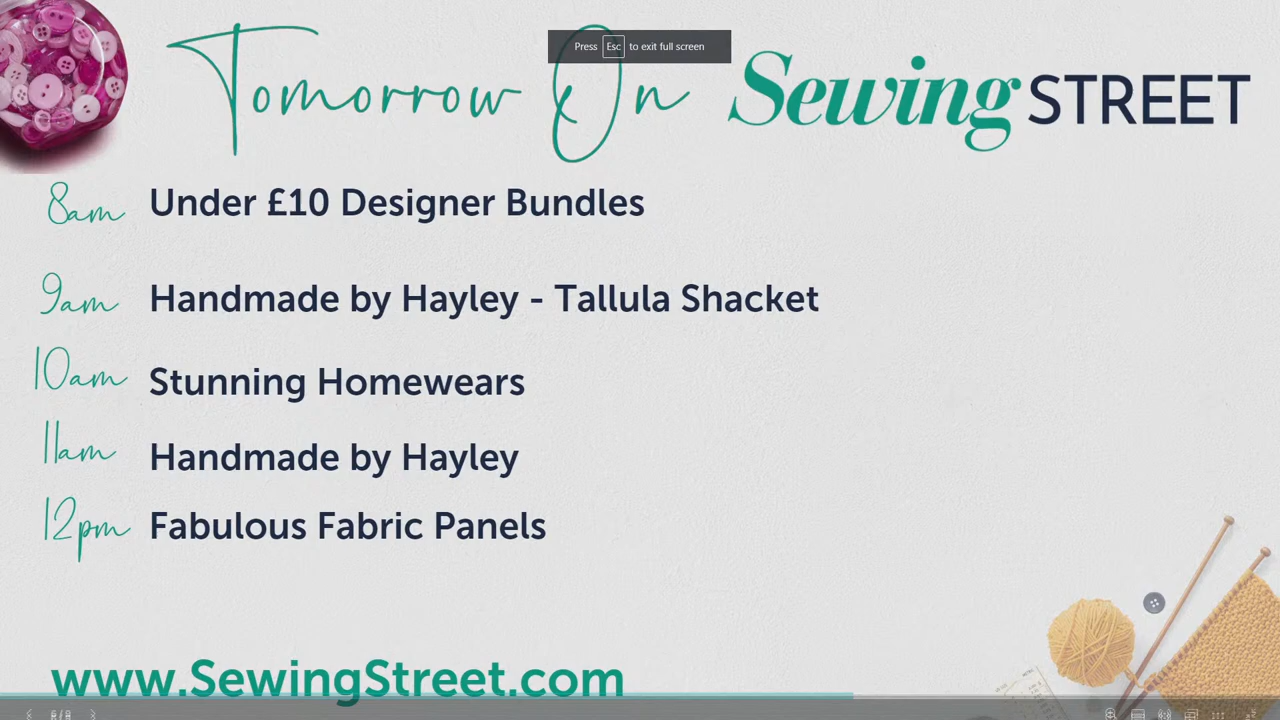 Press Esc to exit full screen
Tomorrow On Sewing STREET
8am Under £10 Designer Bundles
9am Handmade by Hayley - Tallula Shacket
10am Stunning Homewears
11am Handmade by Hayley
12pm Fabulous Fabric Panels
www.SewingStreet.com